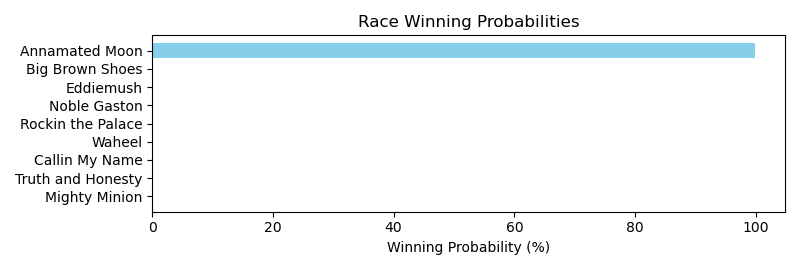 Race Winning Probabilities
Annamated Moon
Big Brown Shoes
Eddiemush
Noble Gaston
Rockin the Palace
Waheel
Callin My Name
Truth and Honesty
Mighty Minion
0 20 40 60 80 100
Winning Probability (%)